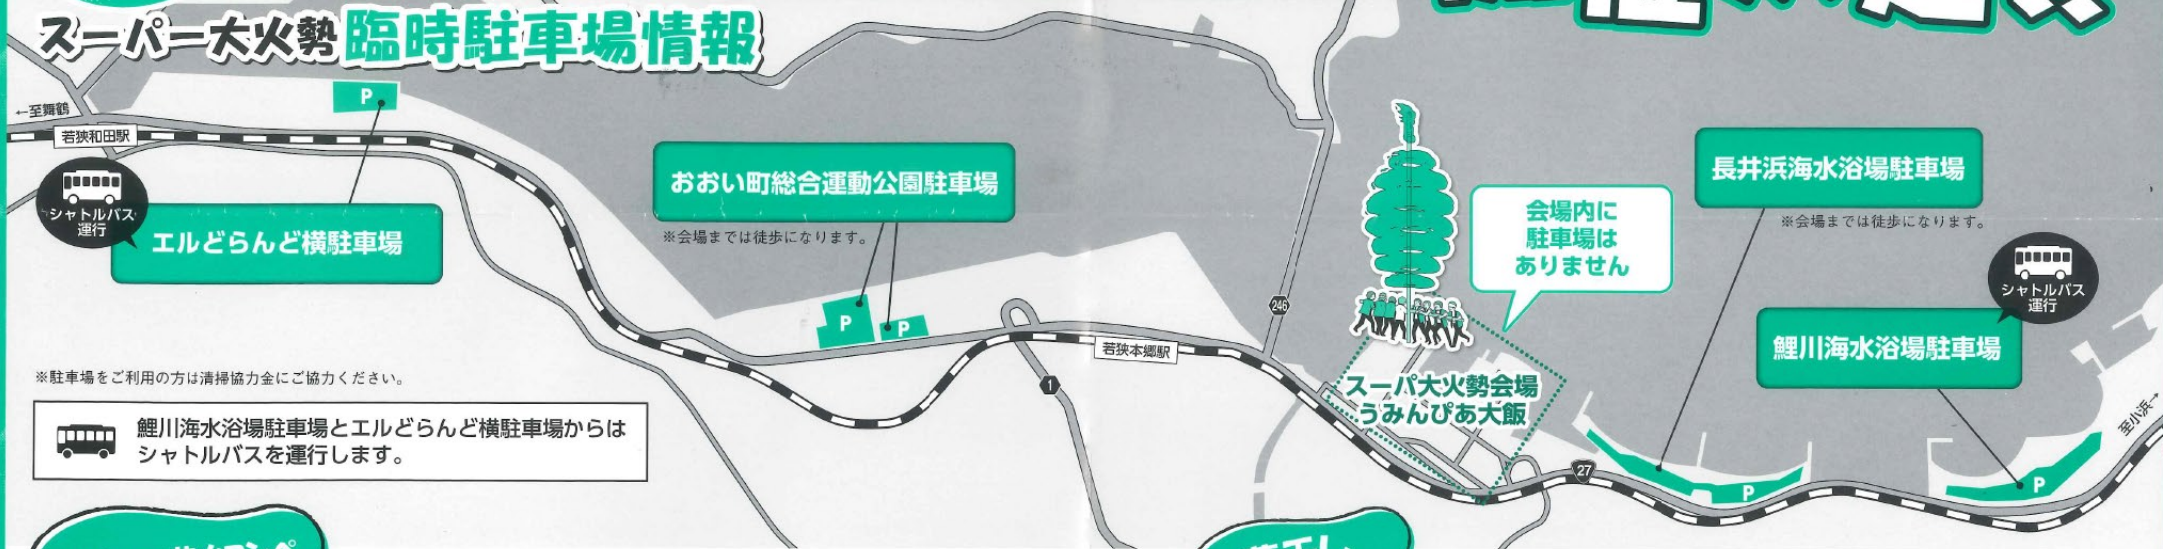 スーパー大火勢 臨時駐車場情報
←至舞鶴
若狭和田駅
P
シャトルバス
運行
エルどらんど横駐車場
おおい町総合運動公園駐車場
※会場までは徒歩になります。
P
P
246
若狭本郷駅
1
会場内に
駐車場は
ありません
スーパ大火勢会場
うみんぴあ大飯
長井浜海水浴場駐車場
※会場までは徒歩になります。
シャトルバス
運行
鯉川海水浴場駐車場
至小浜→
27
P
P
※駐車場をご利用の方は清掃協力金にご協力ください。
鯉川海水浴場駐車場とエルどらんど横駐車場からは
シャトルバスを運行します。